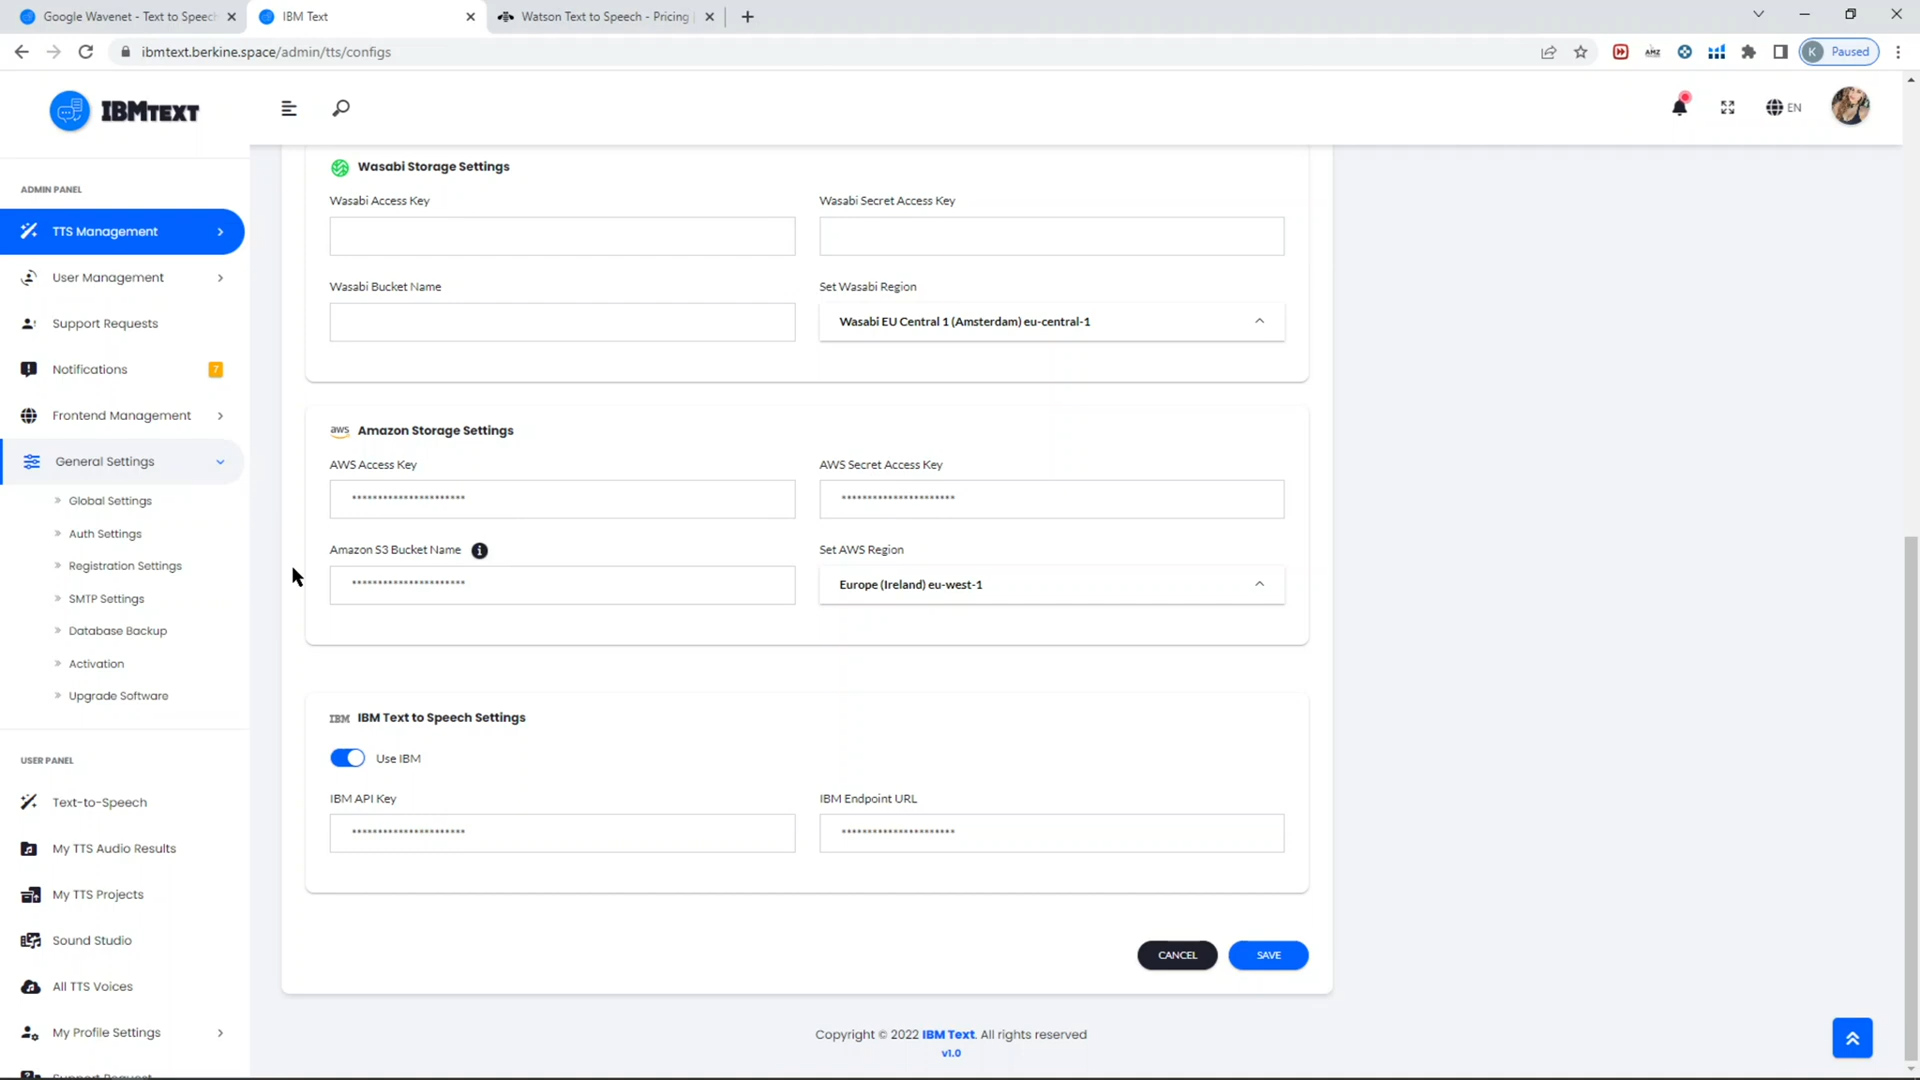 Google Wavenet - Text to Speech
IBM Text
Watson Text to Speech - Pricing
ibmtext.berkine.space/admin/tts/configs
AMZ
K Paused
IBMTEXT
EN
ADMIN PANEL
TTS Management
User Management
Support Requests
Notifications 7
Frontend Management
General Settings
Global Settings
Auth Settings
Registration Settings
SMTP Settings
Database Backup
Activation
Upgrade Software
USER PANEL
Text-to-Speech
My TTS Audio Results
My TTS Projects
Sound Studio
All TTS Voices
My Profile Settings
Support Request
Wasabi Storage Settings
Wasabi Access Key
Wasabi Secret Access Key
Wasabi Bucket Name
Set Wasabi Region
Wasabi EU Central 1 (Amsterdam) eu-central-1
aws Amazon Storage Settings
AWS Access Key
AWS Secret Access Key
**********************
**********************
Amazon S3 Bucket Name
Set AWS Region
**********************
Europe (Ireland) eu-west-1
IBM IBM Text to Speech Settings
Use IBM
IBM API Key
IBM Endpoint URL
**********************
**********************
CANCEL
SAVE
Copyright © 2022 IBM Text. All rights reserved
v1.0